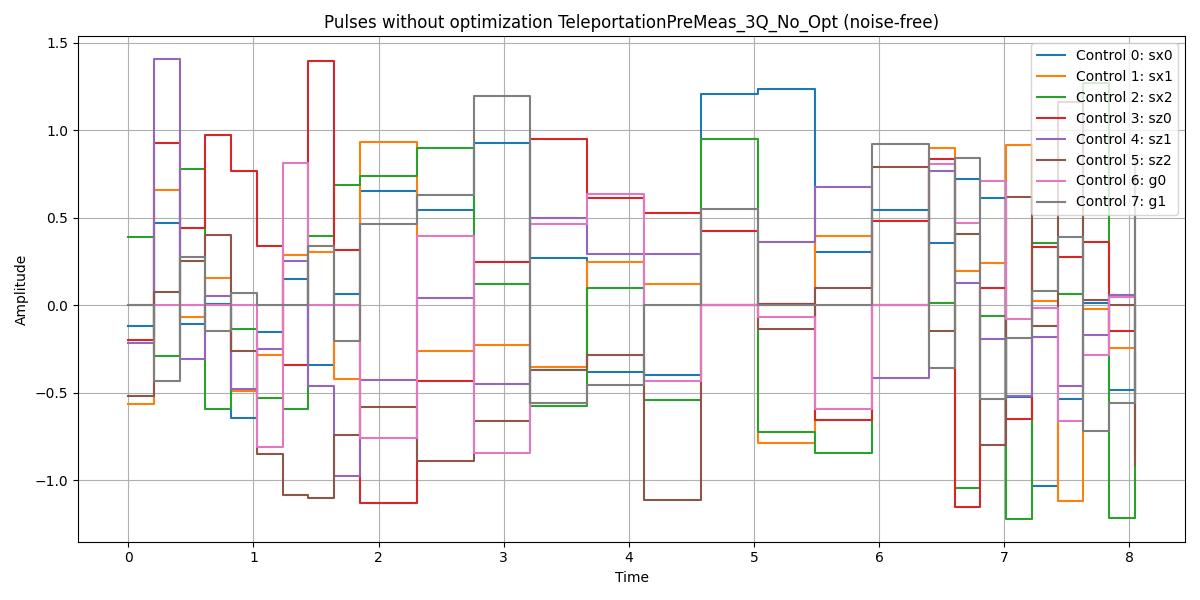 Pulses without optimization TeleportationPreMeas_3Q_No_Opt (noise-free)
1.5
1.0
0.5
0.0
−0.5
−1.0
Amplitude
0 1 2 3 4 5 6 7 8
Time
Control 0: sx0
Control 1: sx1
Control 2: sx2
Control 3: sz0
Control 4: sz1
Control 5: sz2
Control 6: g0
Control 7: g1